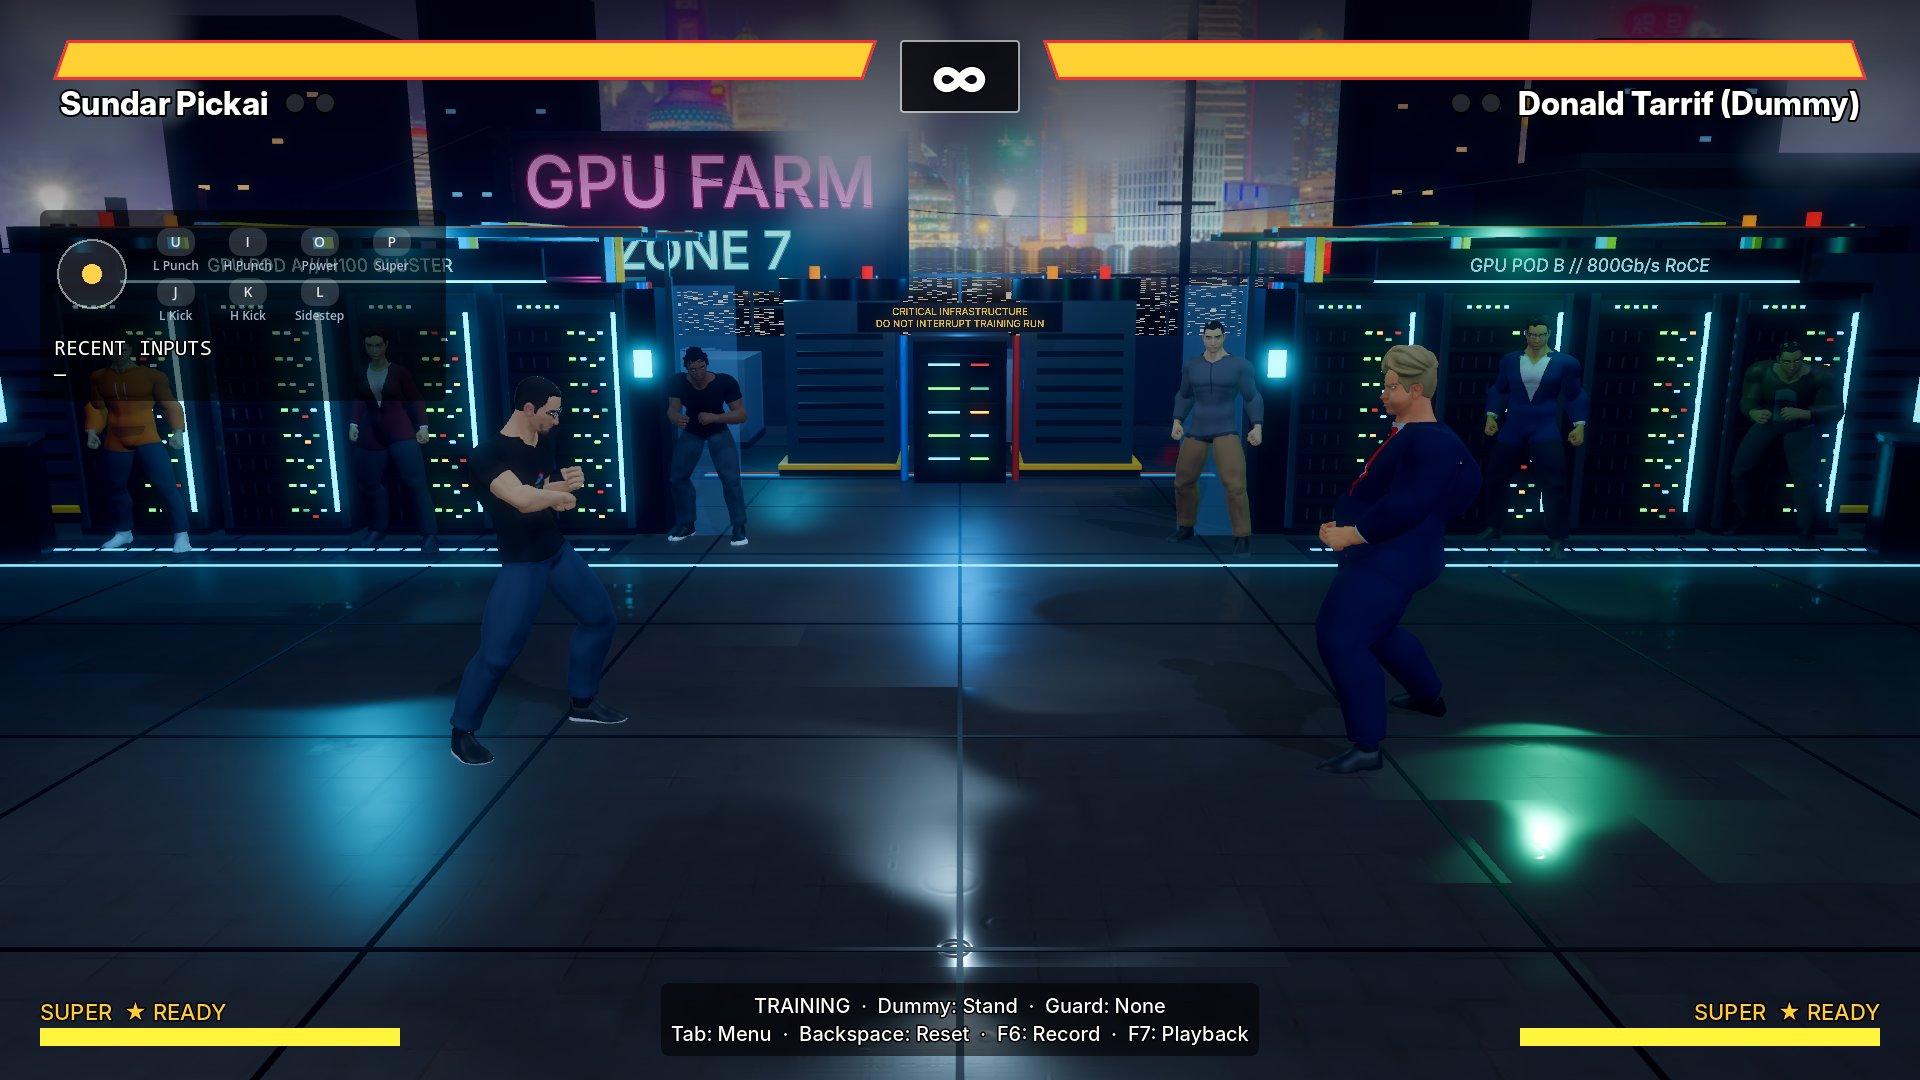 ∞
Sundar Pickai
Donald Tarrif (Dummy)
GPU FARM
ZONE 7
U
I
O
P
L Punch
H Punch
Power
Super
J
K
L
L Kick
H Kick
Sidestep
GPU POD B // 800Gb/s RoCE
CRITICAL INFRASTRUCTURE
DO NOT INTERRUPT TRAINING RUN
RECENT INPUTS
—
SUPER ★ READY
TRAINING · Dummy: Stand · Guard: None
Tab: Menu · Backspace: Reset · F6: Record · F7: Playback
SUPER ★ READY